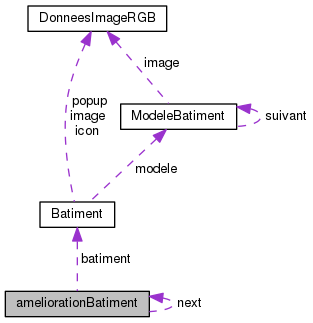 DonneesImageRGB
image
popup
image
icon
ModeleBatiment
suivant
modele
Batiment
batiment
ameliorationBatiment
next